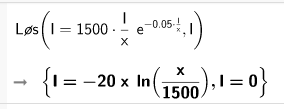 Løs(l = 1500 · l/x e^(-0.05·l/x), l)
→ {l = −20 x ln(x/1500), l = 0}